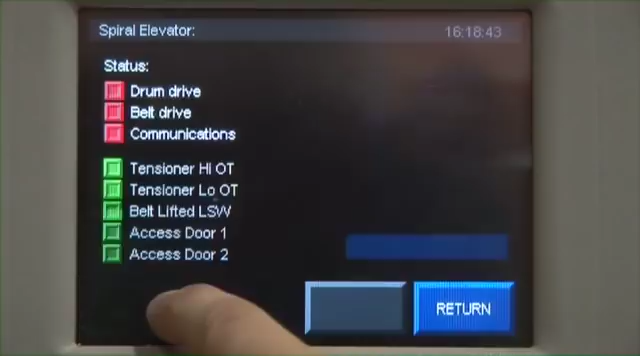 Spiral Elevator:
16:18:43
Status:
Drum drive
Belt drive
Communications
Tensioner Hi OT
Tensioner Lo OT
Belt Lifted LSW
Access Door 1
Access Door 2
RETURN